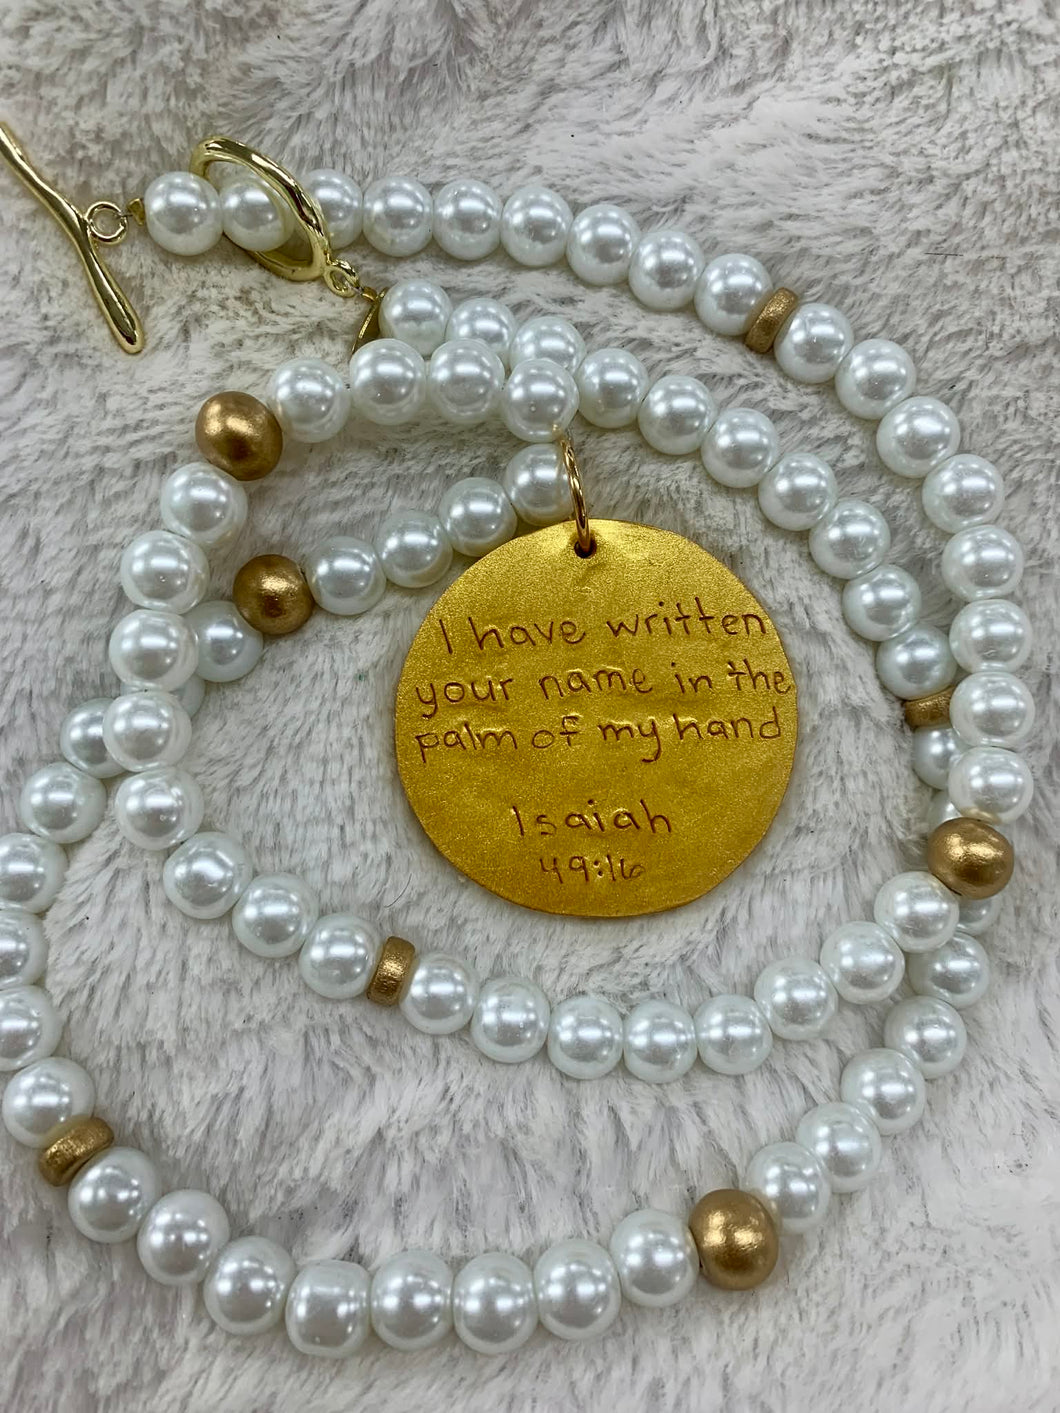 I have written
your name in the
palm of my hand
Isaiah
49:16